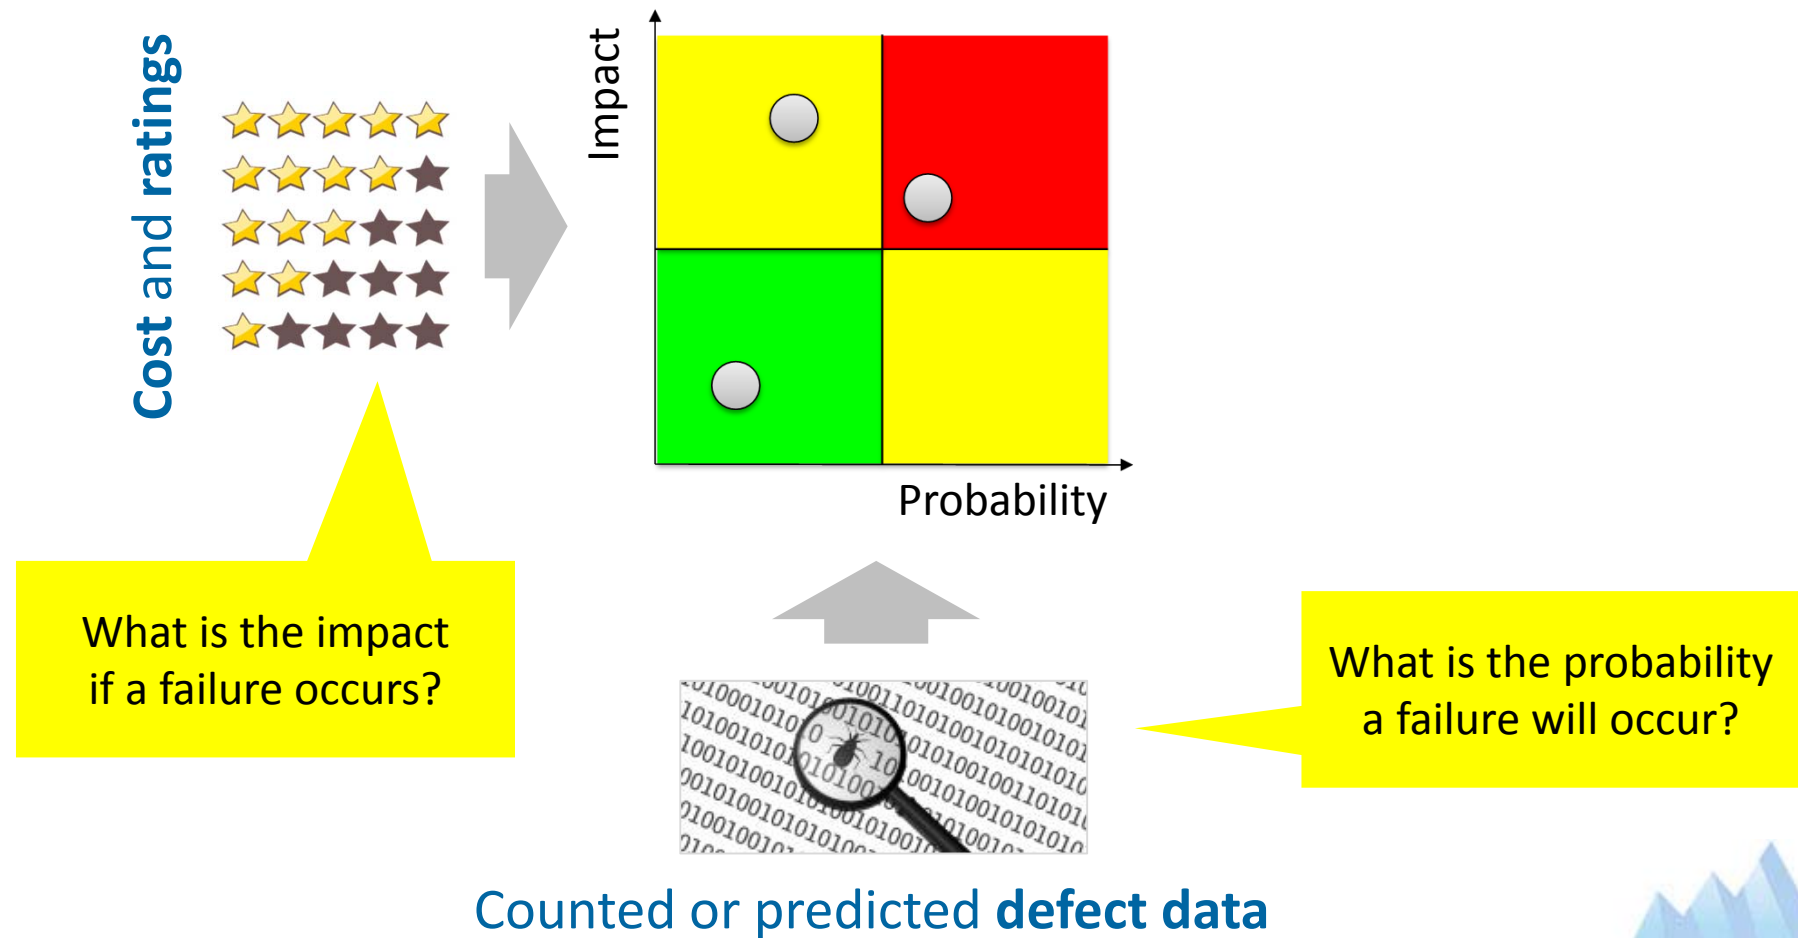 Cost and ratings
Impact
Probability
What is the impact
if a failure occurs?
What is the probability
a failure will occur?
Counted or predicted defect data